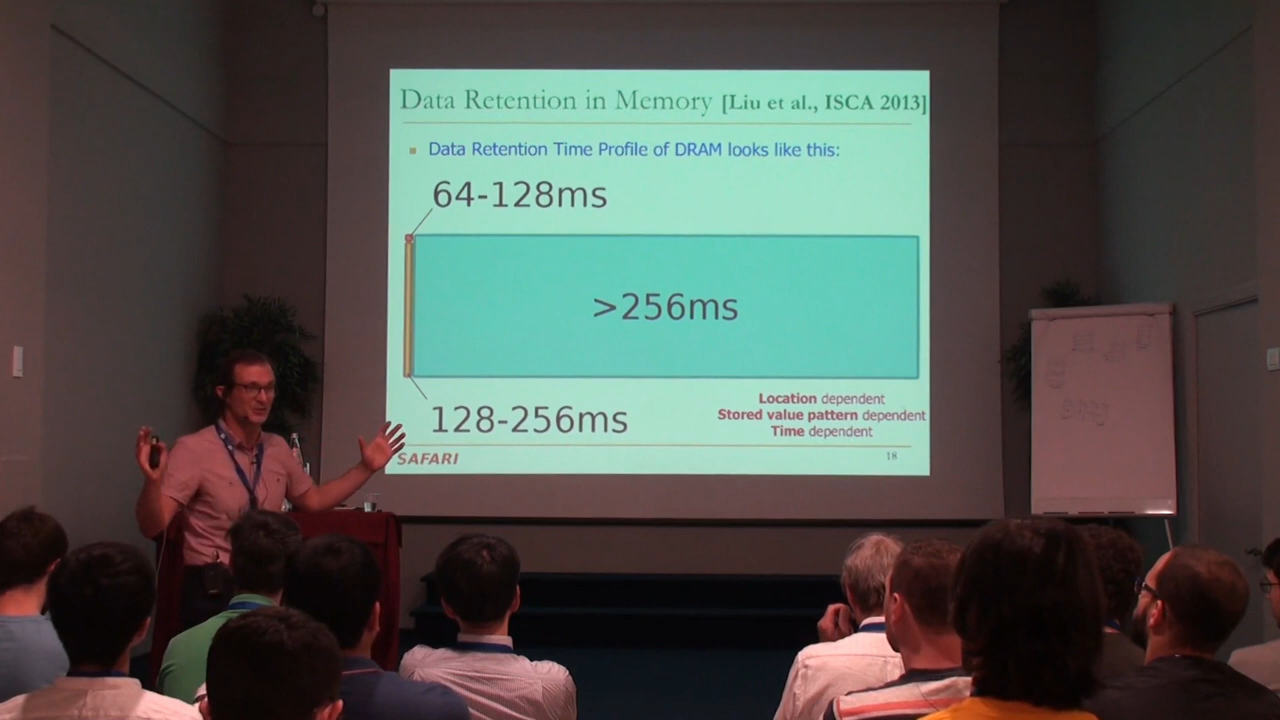 Data Retention in Memory [Liu et al., ISCA 2013]
Data Retention Time Profile of DRAM looks like this:
64-128ms
>256ms
128-256ms
Location dependent
Stored value pattern dependent
Time dependent
SAFARI
18